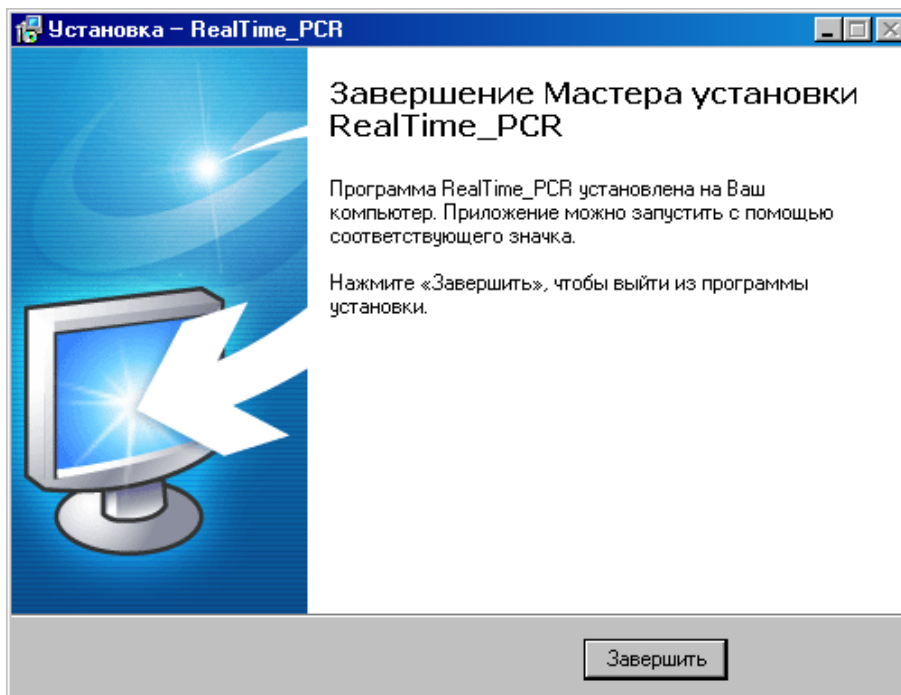 Установка – RealTime_PCR
Завершение Мастера установки
RealTime_PCR
Программа RealTime_PCR установлена на Ваш
компьютер. Приложение можно запустить с помощью
соответствующего значка.
Нажмите «Завершить», чтобы выйти из программы
установки.
Завершить